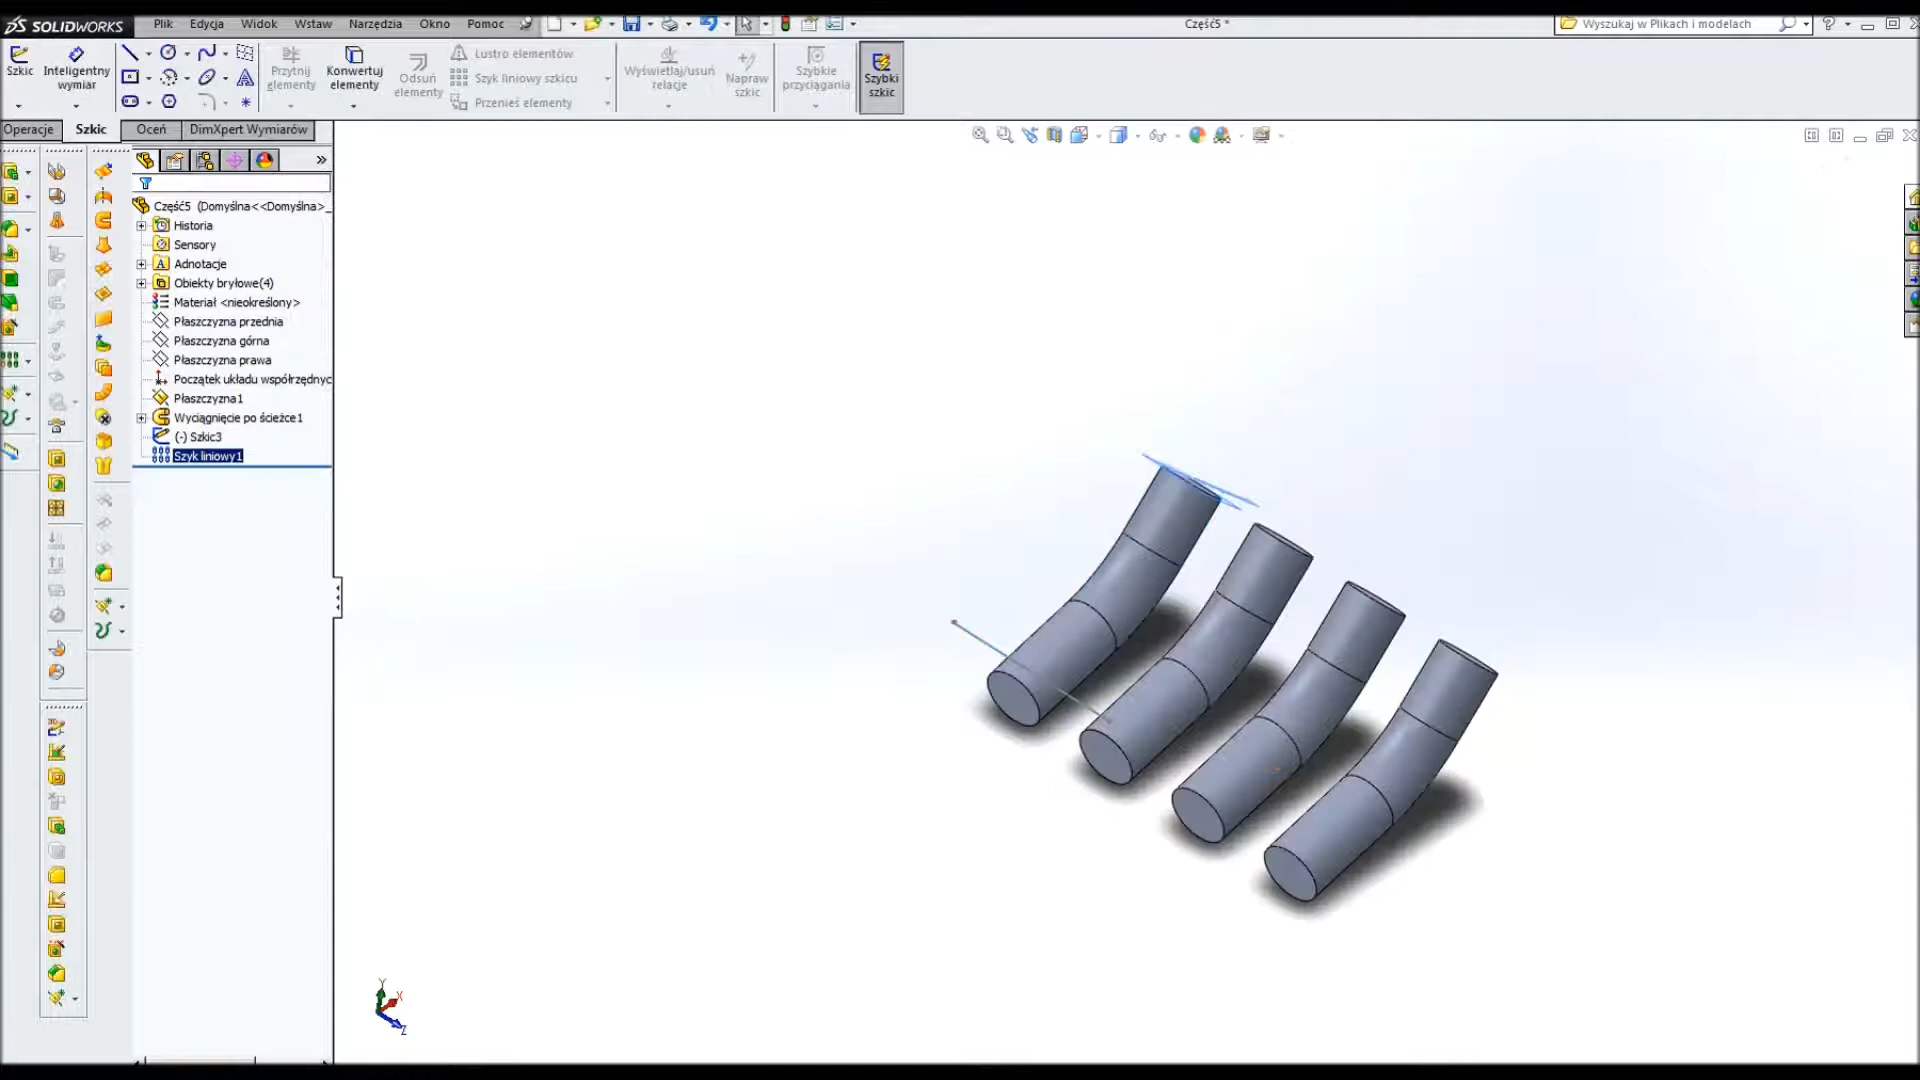 SOLIDWORKS Plik Edycja Widok Wstaw Narzędzia Okno Pomoc Część5 * Wyszukaj w Plikach i modelach
Szkic
Inteligentny wymiar
Przytnij elementy
Konwertuj elementy
Odsuń elementy
Lustro elementów
Szyk liniowy szkicu
Przenieś elementy
Wyświetlaj/usuń relacje
Napraw szkic
Szybkie przyciągania
Szybki szkic
Operacje Szkic Oceń DimXpert Wymiarów
Część5 (Domyślna<<Domyślna>_
Historia
Sensory
Adnotacje
Obiekty bryłowe(4)
Materiał <nieokreślony>
Płaszczyzna przednia
Płaszczyzna górna
Płaszczyzna prawa
Początek układu współrzędnyc
Płaszczyzna1
Wyciągnięcie po ścieżce1
(-) Szkic3
Szyk liniowy1
Y
X
Z